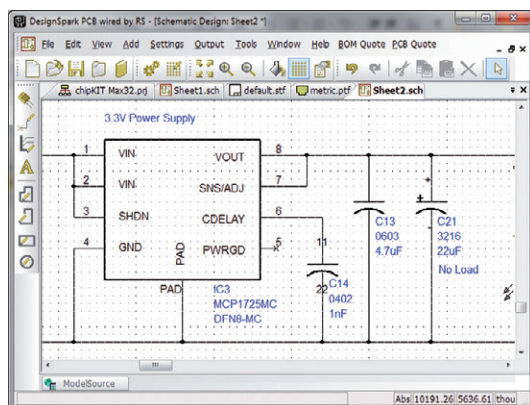 DesignSpark PCB wired by RS - [Schematic Design: Sheet2 *]
File Edit View Add Settings Output Tools Window Help BOM Quote PCB Quote
chipKIT Max32.prj Sheet1.sch default.stf metric.ptf Sheet2.sch
3.3V Power Supply
1 VIN VOUT 8
2 VIN SNS/ADJ 7
3 SHDN CDELAY 6
4 GND PAD PWRGD 5
PAD
IC3
MCP1725MC
DFN8-MC
11
22
C14
0402
1nF
C13
0603
4.7uF
+ +
C21
3216
22uF
-
No Load
ModelSource
Abs 10191.26 5636.61 thou